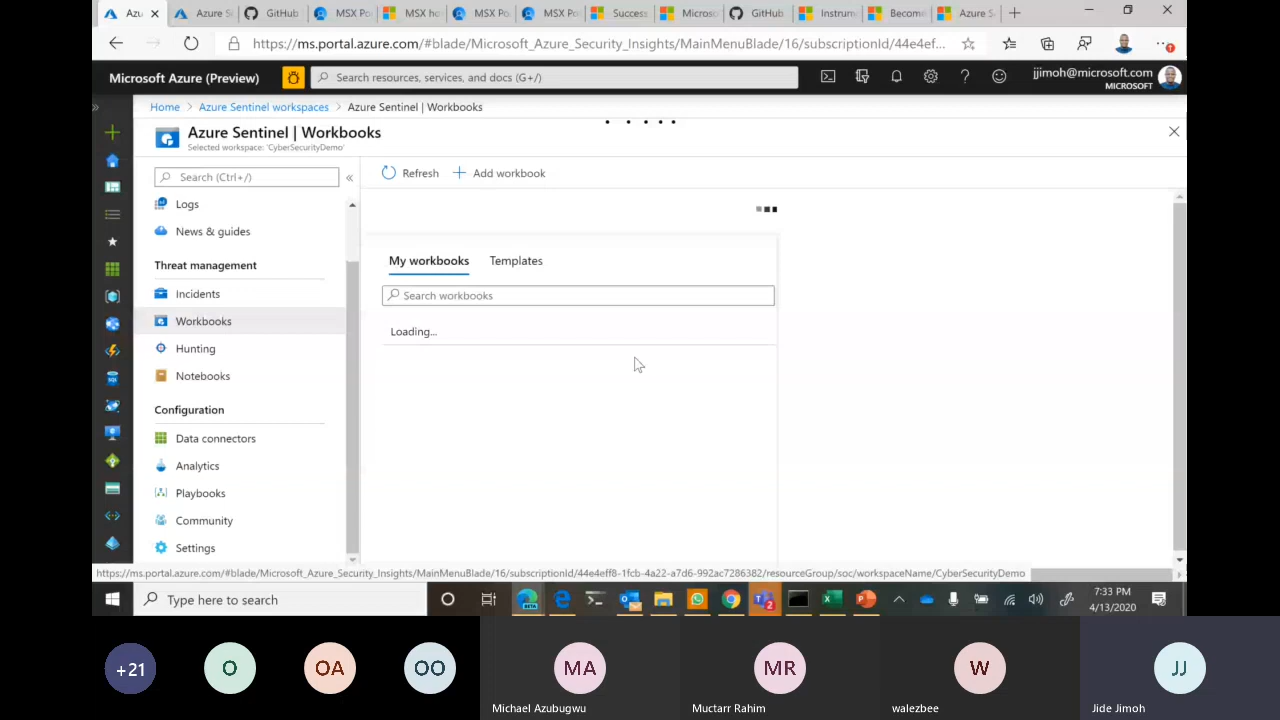 Azu
Azure S
GitHub
MSX Po
MSX ho
MSX Po
MSX Po
Success
Microso
GitHub
Instrum
Become
Azure S
https://ms.portal.azure.com/#blade/Microsoft_Azure_Security_Insights/MainMenuBlade/16/subscriptionId/44e4ef...
Microsoft Azure (Preview)
Search resources, services, and docs (G+/)
jjimoh@microsoft.com
MICROSOFT
Home > Azure Sentinel workspaces > Azure Sentinel | Workbooks
Azure Sentinel | Workbooks
Selected workspace: 'CyberSecurityDemo'
Search (Ctrl+/)
Refresh
Add workbook
Logs
News & guides
Threat management
Incidents
Workbooks
Hunting
Notebooks
Configuration
Data connectors
Analytics
Playbooks
Community
Settings
My workbooks
Templates
Search workbooks
Loading...
https://ms.portal.azure.com/#blade/Microsoft_Azure_Security_Insights/MainMenuBlade/16/subscriptionId/44e4eff8-1fcb-4a22-a7d6-992ac7286382/resourceGroup/soc/workspaceName/CyberSecurityDemo
Type here to search
BETA
2
7:33 PM
4/13/2020
+21
O
OA
OO
MA
MR
W
JJ
Michael Azubugwu
Muctarr Rahim
walezbee
Jide Jimoh